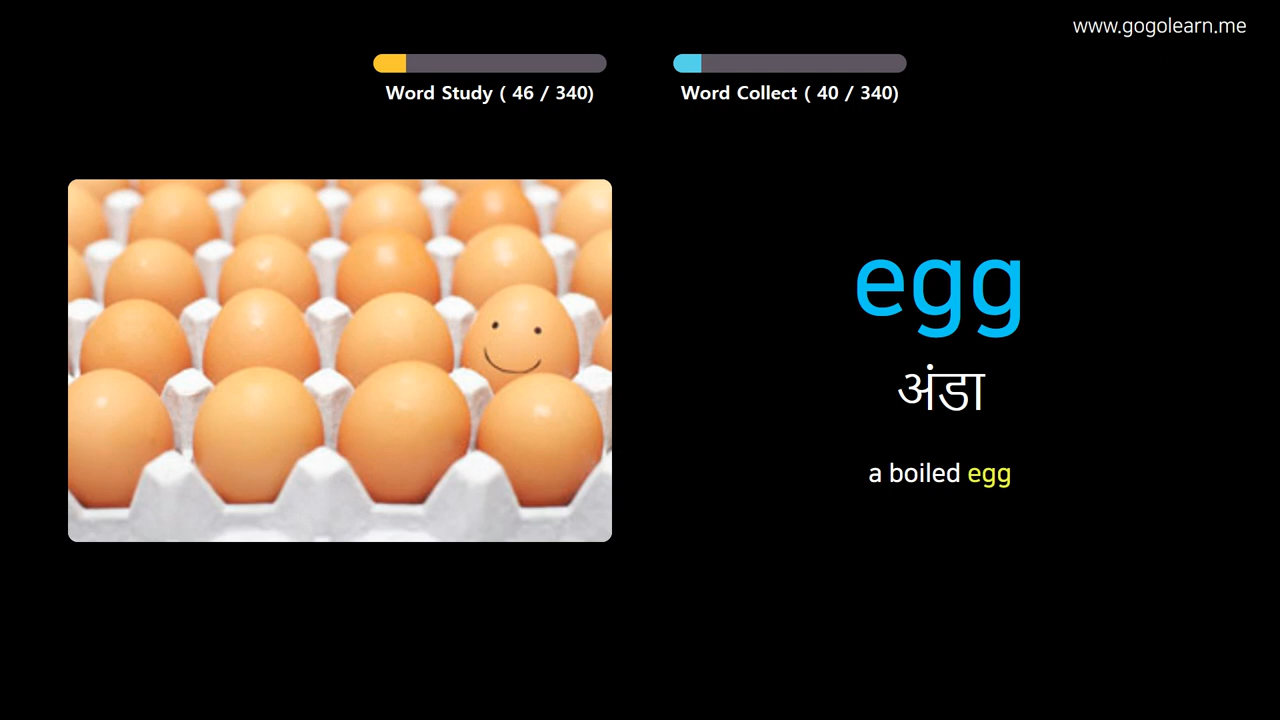 www.gogolearn.me
Word Study ( 46 / 340)
Word Collect ( 40 / 340)
egg
अंडा
a boiled egg